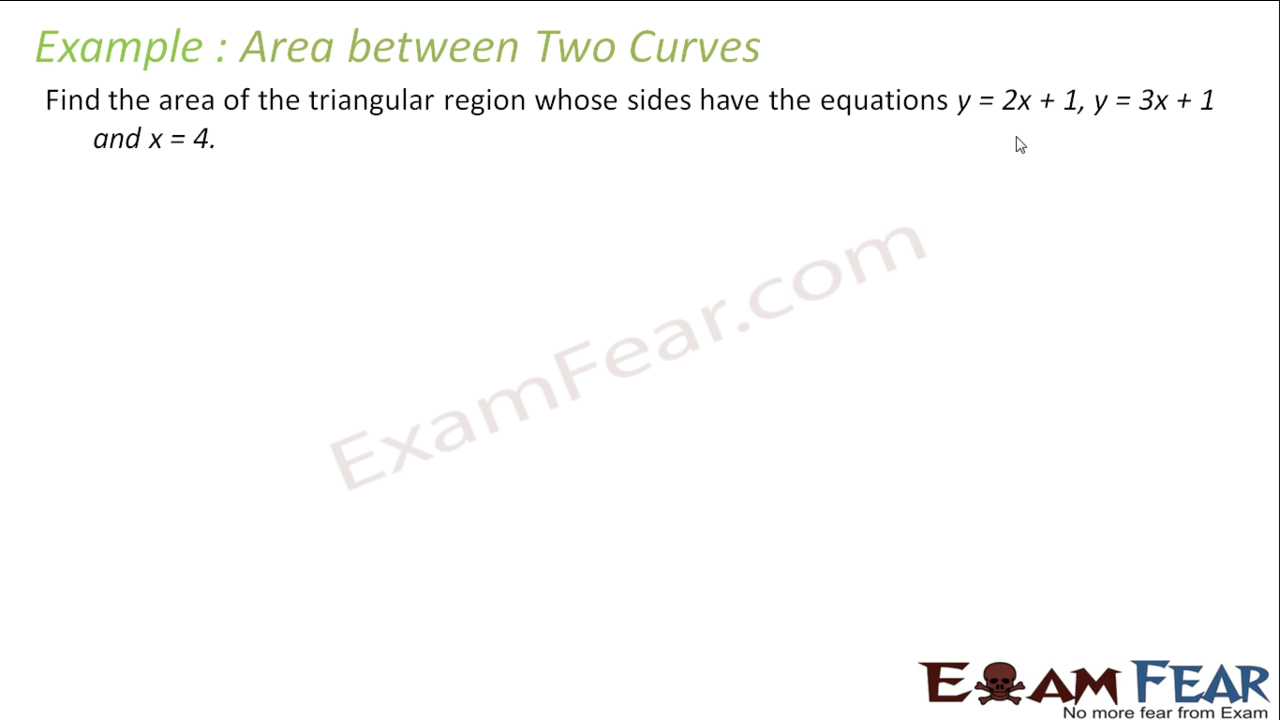 Example : Area between Two Curves
Find the area of the triangular region whose sides have the equations y = 2x + 1, y = 3x + 1
and x = 4.
ExamFear.com
EXAM FEAR
No more fear from Exam